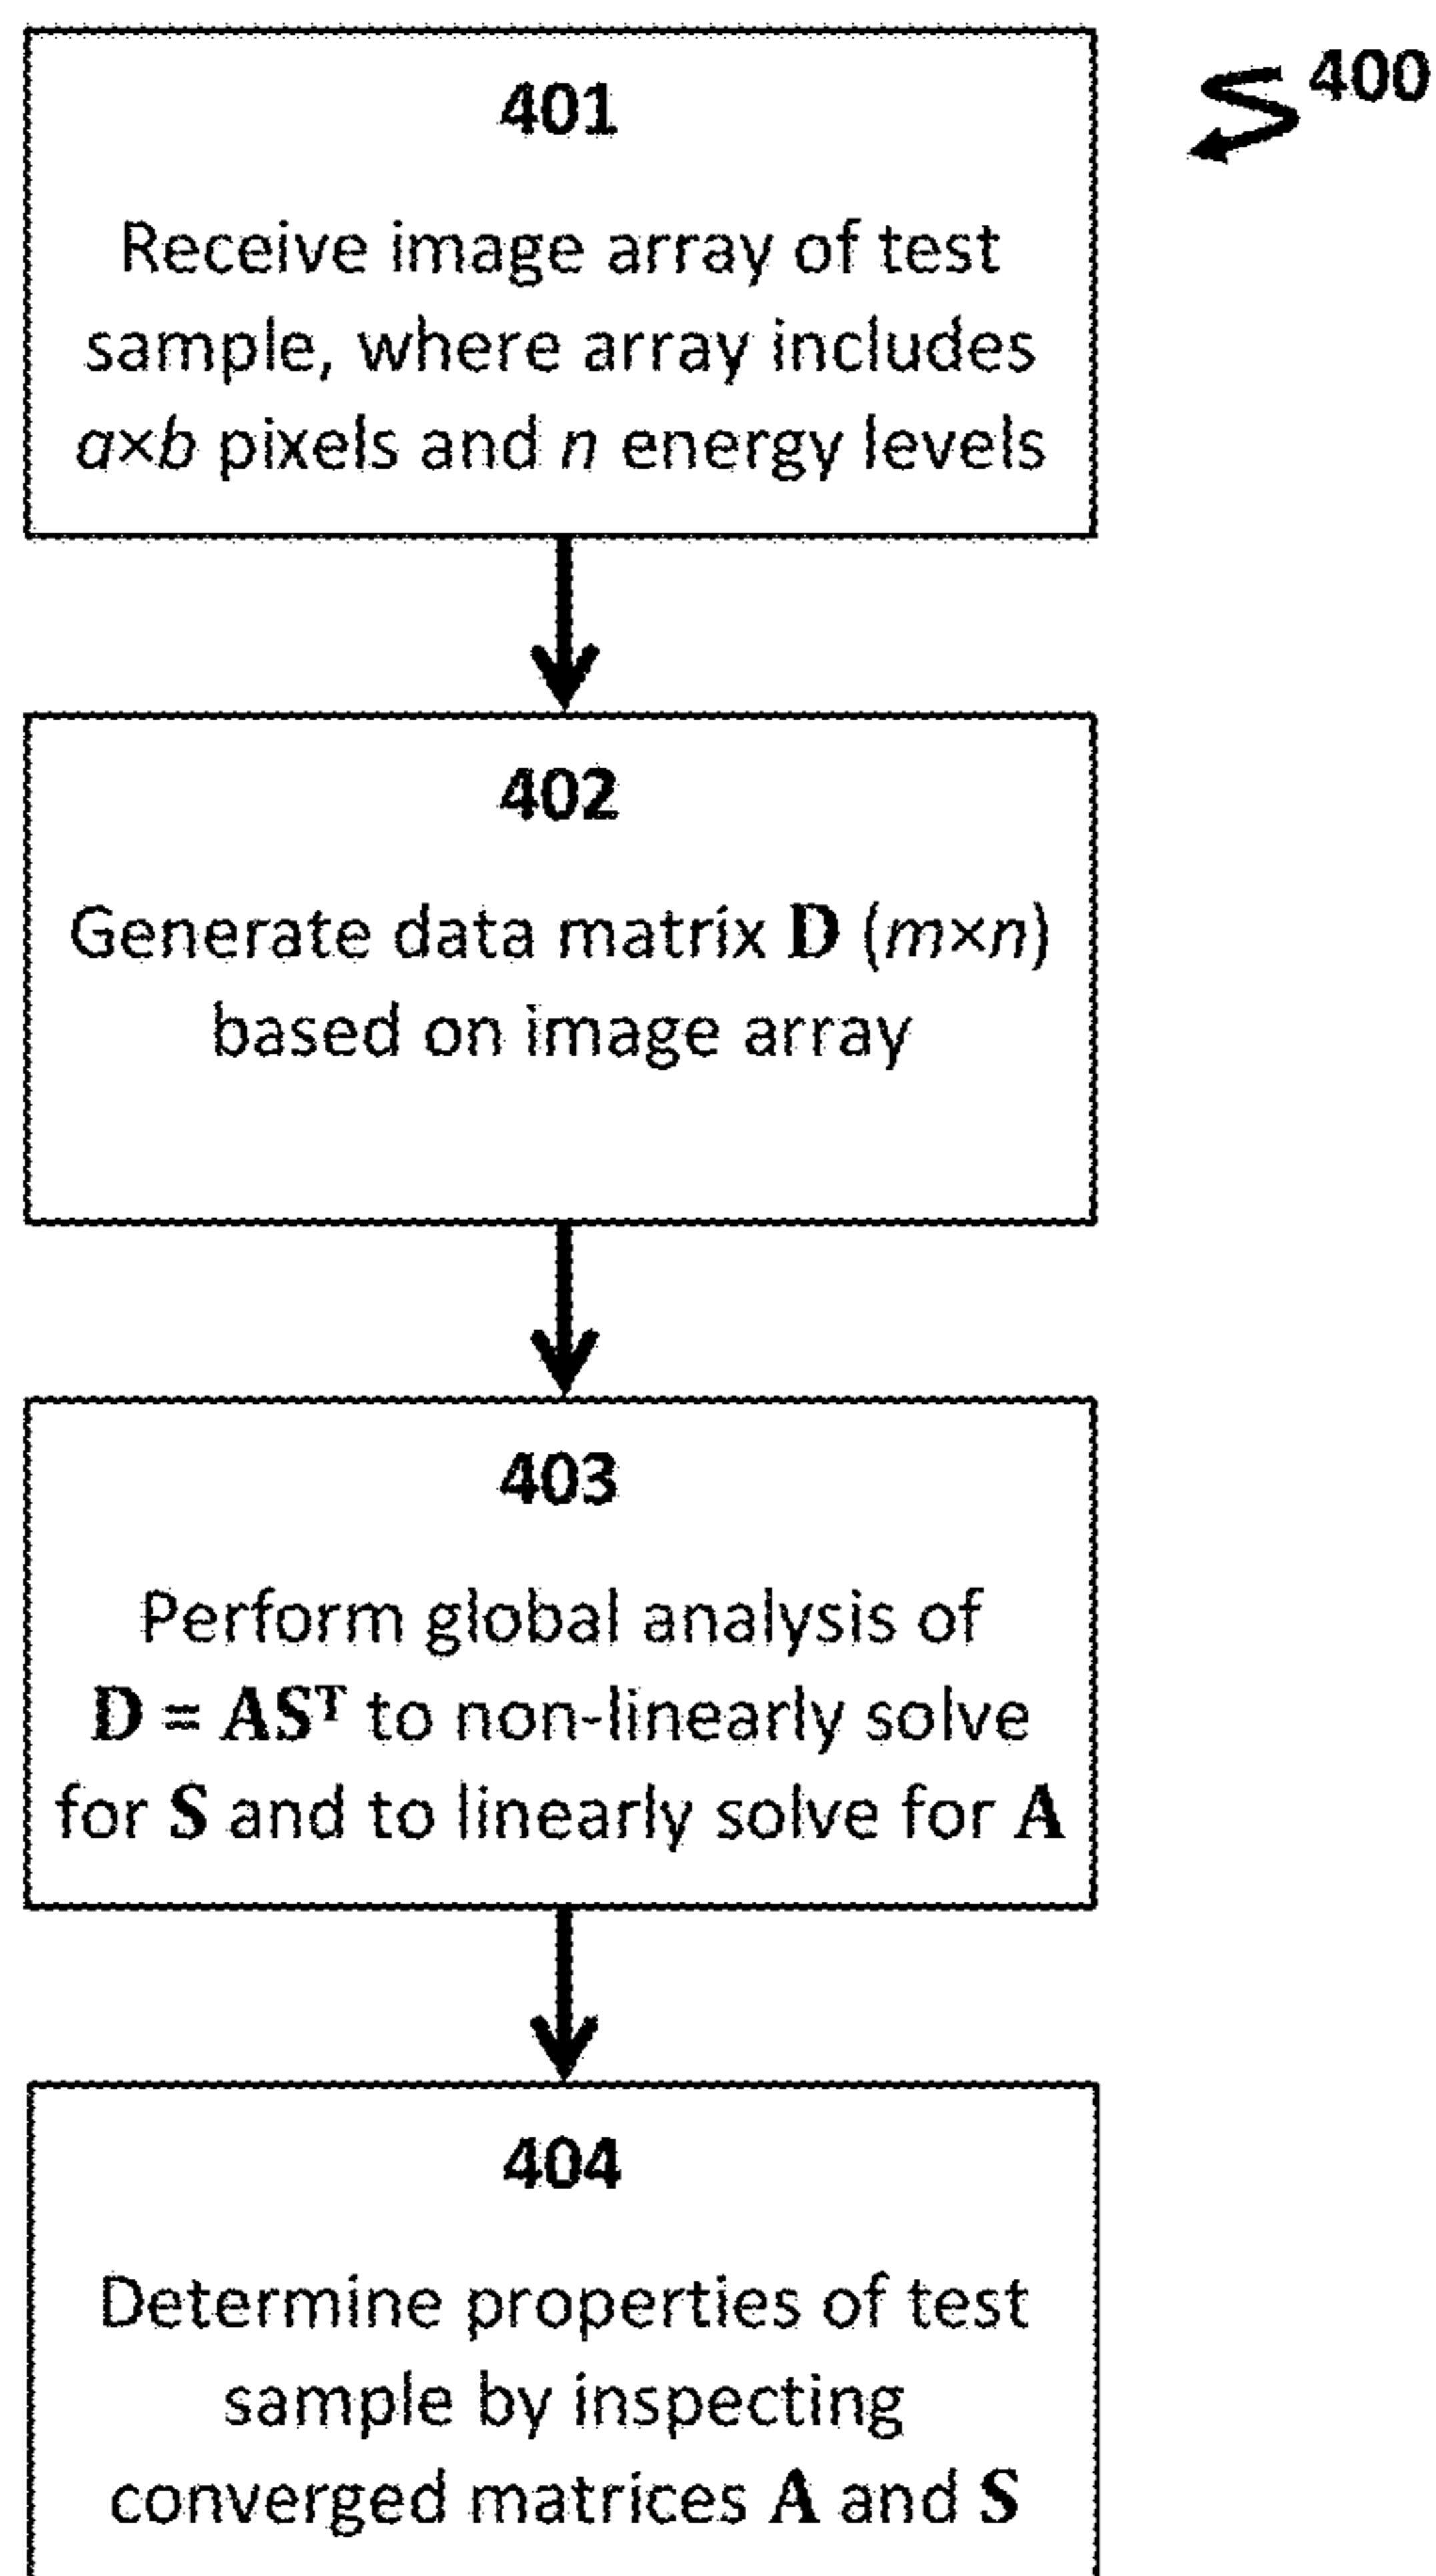 400
401
Receive image array of test
sample, where array includes
a×b pixels and n energy levels
402
Generate data matrix D (m×n)
based on image array
403
Perform global analysis of
D = ASᵀ to non-linearly solve
for S and to linearly solve for A
404
Determine properties of test
sample by inspecting
converged matrices A and S